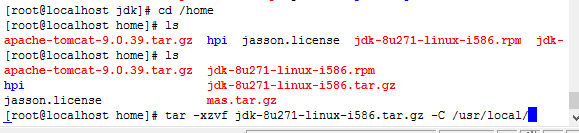 [root@localhost jdk]# cd /home
[root@localhost home]# ls
apache-tomcat-9.0.39.tar.gz hpi jasson.license jdk-8u271-linux-i586.rpm jdk-
[root@localhost home]# ls
apache-tomcat-9.0.39.tar.gz jdk-8u271-linux-i586.rpm
hpi jdk-8u271-linux-i586.tar.gz
jasson.license mas.tar.gz
[root@localhost home]# tar -xzvf jdk-8u271-linux-i586.tar.gz -C /usr/local/